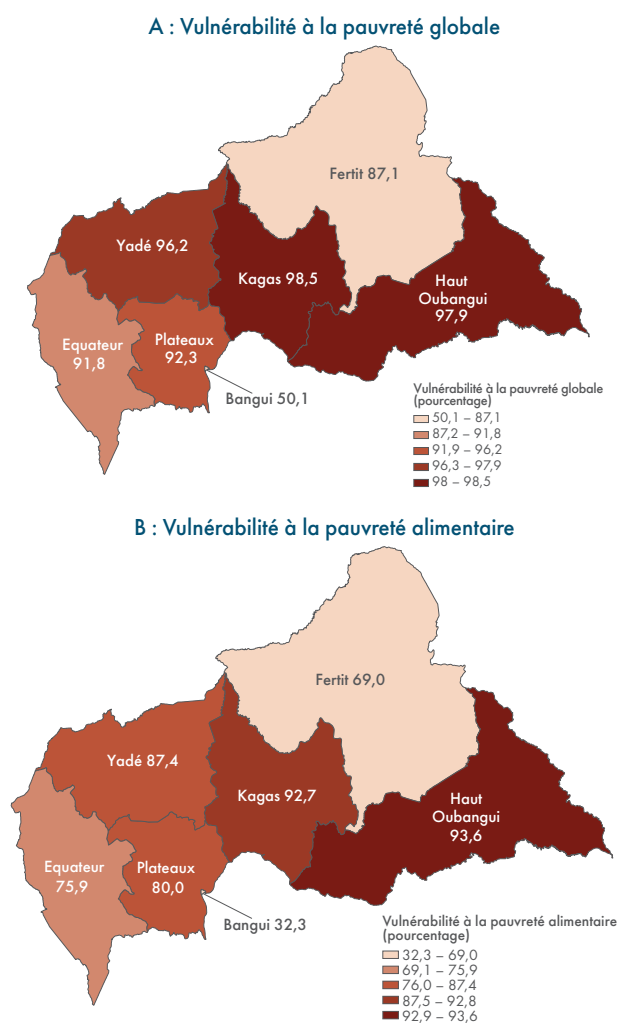 A : Vulnérabilité à la pauvreté globale
Fertit 87,1
Yadé 96,2
Kagas 98,5
Haut
Oubangui
97,9
Equateur
91,8
Plateaux
92,3
Bangui 50,1
Vulnérabilité à la pauvreté globale
(pourcentage)
50,1 – 87,1
87,2 – 91,8
91,9 – 96,2
96,3 – 97,9
98 – 98,5
B : Vulnérabilité à la pauvreté alimentaire
Fertit 69,0
Yadé 87,4
Kagas 92,7
Haut
Oubangui
93,6
Equateur
75,9
Plateaux
80,0
Bangui 32,3
Vulnérabilité à la pauvreté alimentaire
(pourcentage)
32,3 – 69,0
69,1 – 75,9
76,0 – 87,4
87,5 – 92,8
92,9 – 93,6